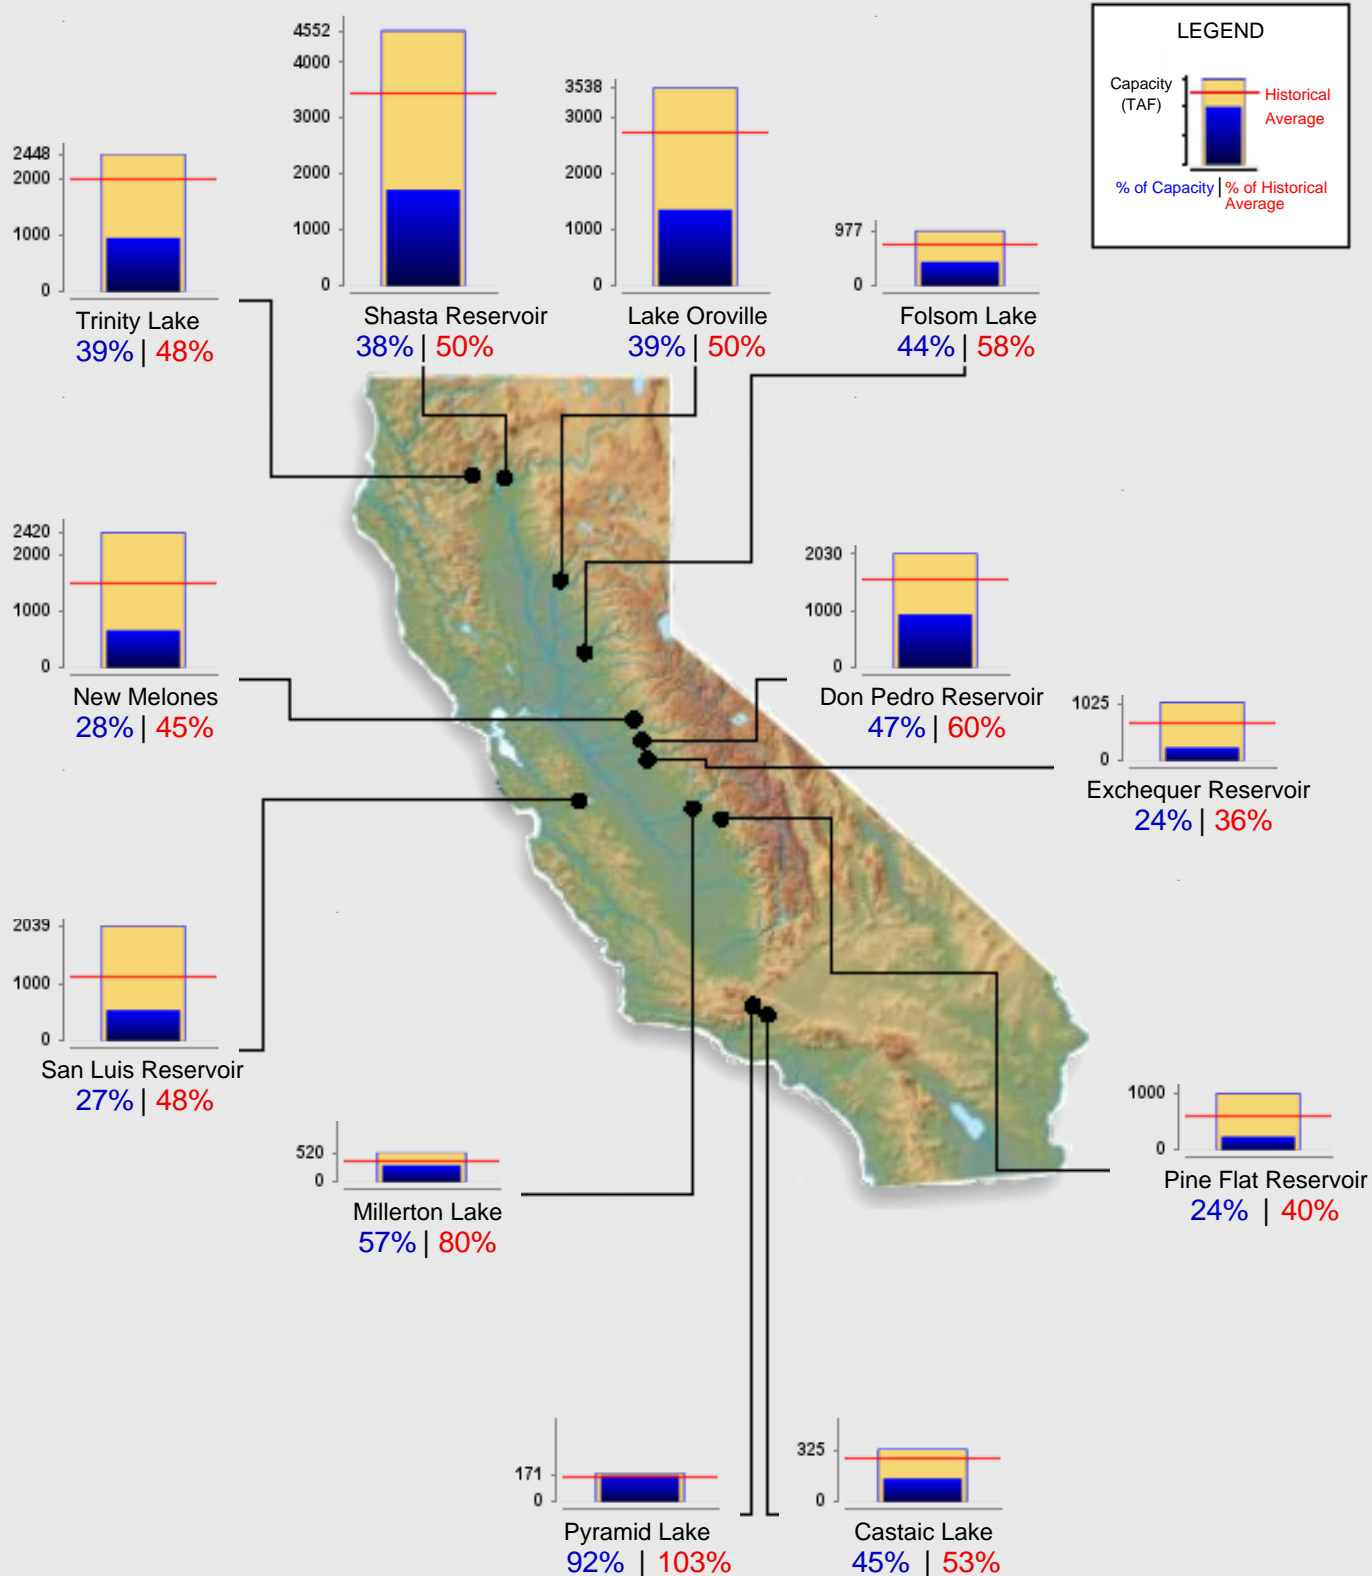 LEGEND
Capacity
(TAF)
Historical
Average
% of Capacity | % of Historical
Average
4552
4000
3000
2000
1000
0
Shasta Reservoir
38% | 50%
3538
3000
2000
1000
0
Lake Oroville
39% | 50%
2448
2000
1000
0
Trinity Lake
39% | 48%
977
0
Folsom Lake
44% | 58%
2420
2000
1000
0
New Melones
28% | 45%
2030
1000
0
Don Pedro Reservoir
47% | 60%
1025
0
Exchequer Reservoir
24% | 36%
2039
1000
0
San Luis Reservoir
27% | 48%
520
0
Millerton Lake
57% | 80%
1000
0
Pine Flat Reservoir
24% | 40%
171
0
Pyramid Lake
92% | 103%
325
0
Castaic Lake
45% | 53%